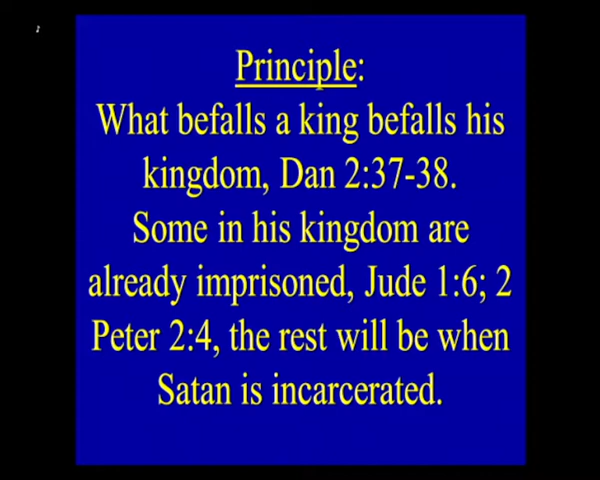 Principle:
What befalls a king befalls his
kingdom, Dan 2:37-38.
Some in his kingdom are
already imprisoned, Jude 1:6; 2
Peter 2:4, the rest will be when
Satan is incarcerated.